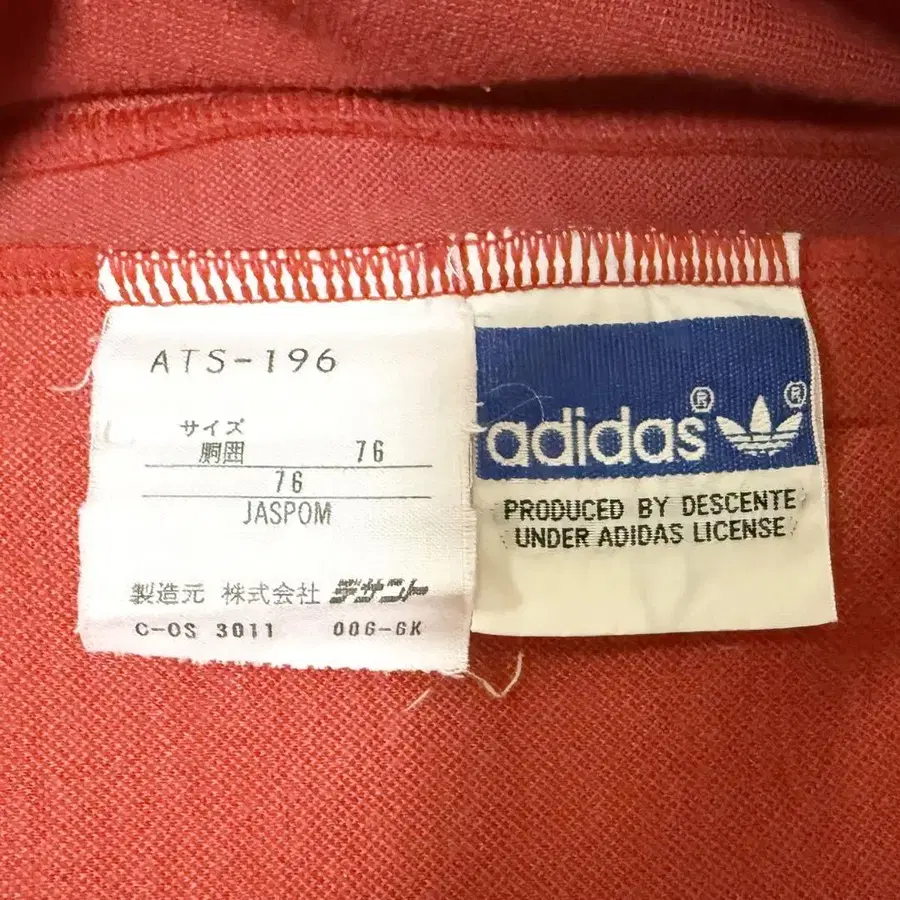 ATS-196
サイズ
胴囲 76
76
JASPOM
製造元 株式会社 デサント
C-OS 3011 006-6K
adidas® ®
PRODUCED BY DESCENTE
UNDER ADIDAS LICENSE